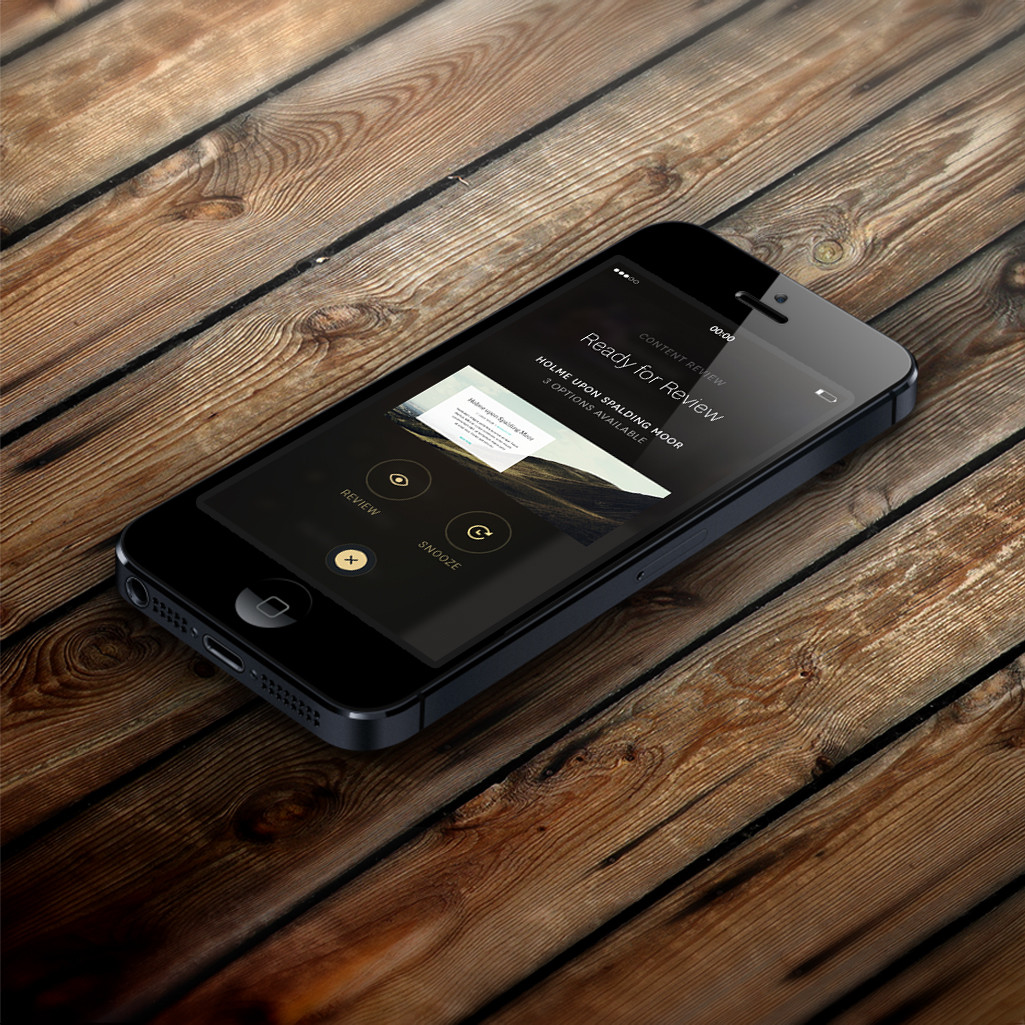 00:00
CONTENT REVIEW
Ready for Review
HOLME UPON SPALDING MOOR
3 OPTIONS AVAILABLE
Holme upon Spalding Moor
REVIEW
SNOOZE